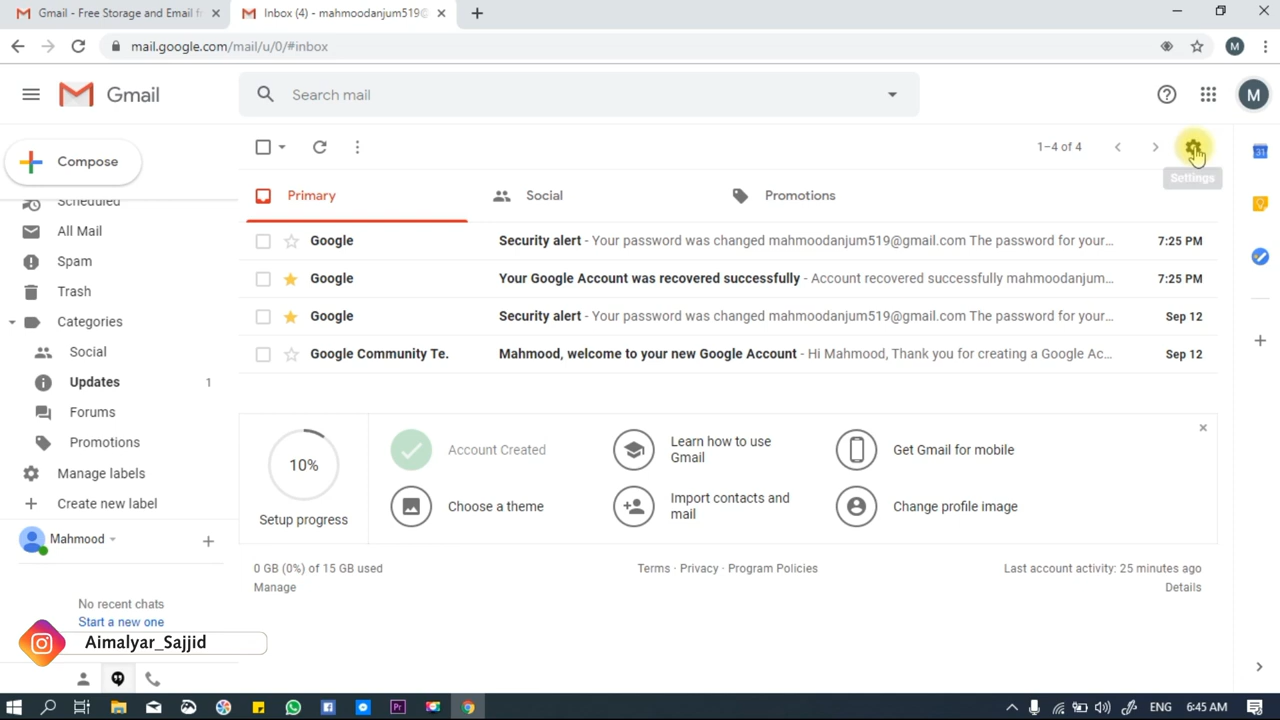 Gmail - Free Storage and Email f
Inbox (4) - mahmoodanjum519@
mail.google.com/mail/u/0/#inbox
M
Gmail
Search mail
M
Compose
1–4 of 4
31
Settings
Primary
Social
Promotions
Scheduled
All Mail
Spam
Trash
Categories
Social
Updates 1
Forums
Promotions
Manage labels
Create new label
Google Security alert - Your password was changed mahmoodanjum519@gmail.com The password for your... 7:25 PM
Google Your Google Account was recovered successfully - Account recovered successfully mahmoodanjum... 7:25 PM
Google Security alert - Your password was changed mahmoodanjum519@gmail.com The password for your... Sep 12
Google Community Te. Mahmood, welcome to your new Google Account - Hi Mahmood, Thank you for creating a Google Ac... Sep 12
10%
Setup progress
Account Created
Learn how to use
Gmail
Get Gmail for mobile
Choose a theme
Import contacts and
mail
Change profile image
Mahmood
No recent chats
Start a new one
Aimalyar_Sajjid
0 GB (0%) of 15 GB used
Manage
Terms · Privacy · Program Policies
Last account activity: 25 minutes ago
Details
Pr
ENG
6:45 AM